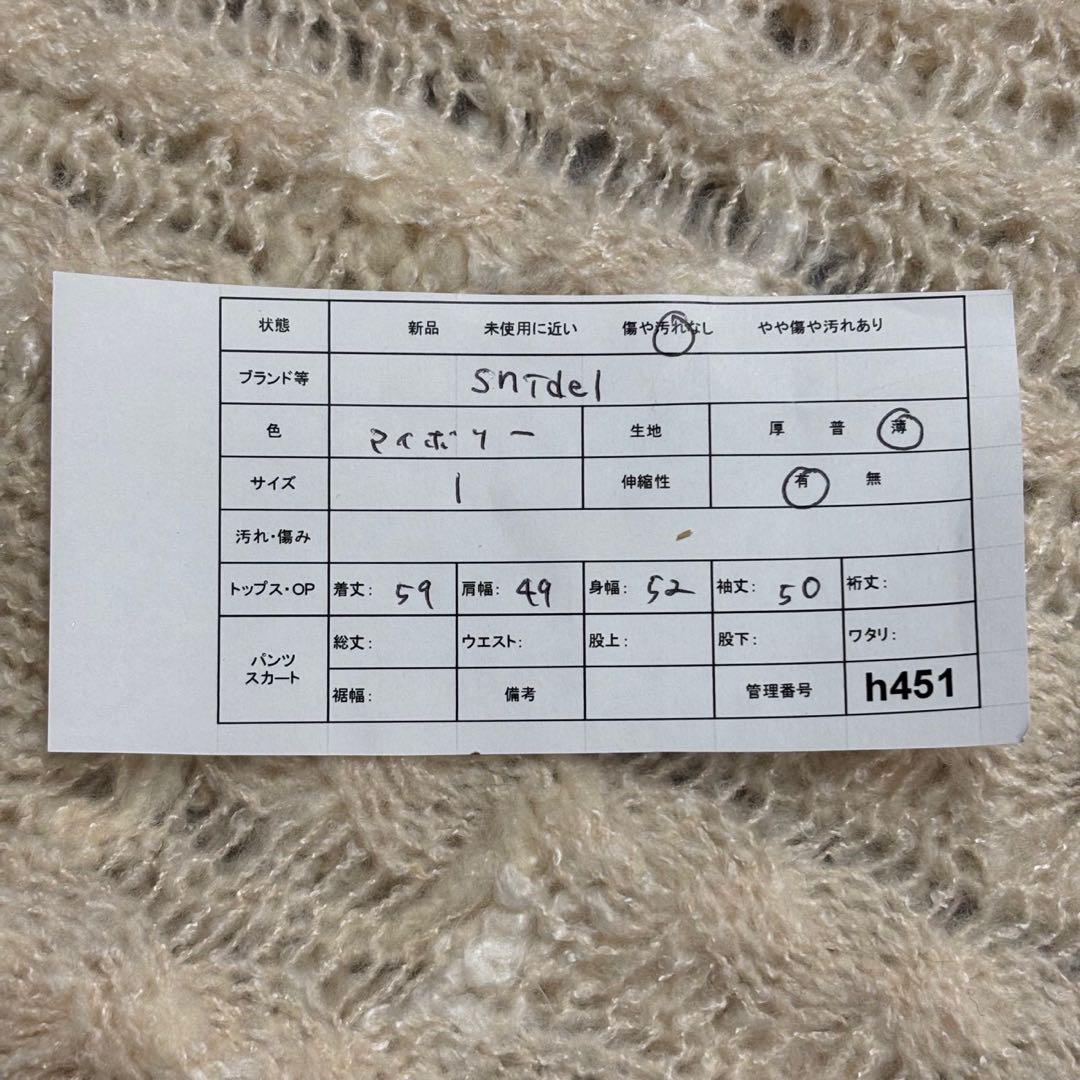 状態 新品 未使用に近い 傷や汚れなし やや傷や汚れあり
ブランド等 snidel
色 アイボリー 生地 厚 普 薄
サイズ 1 伸縮性 有 無
汚れ・傷み
トップス・OP 着丈: 59 肩幅: 49 身幅: 52 袖丈: 50 裄丈:
パンツ スカート 総丈: ウエスト: 股上: 股下: ワタリ:
裾幅: 備考 管理番号 h451